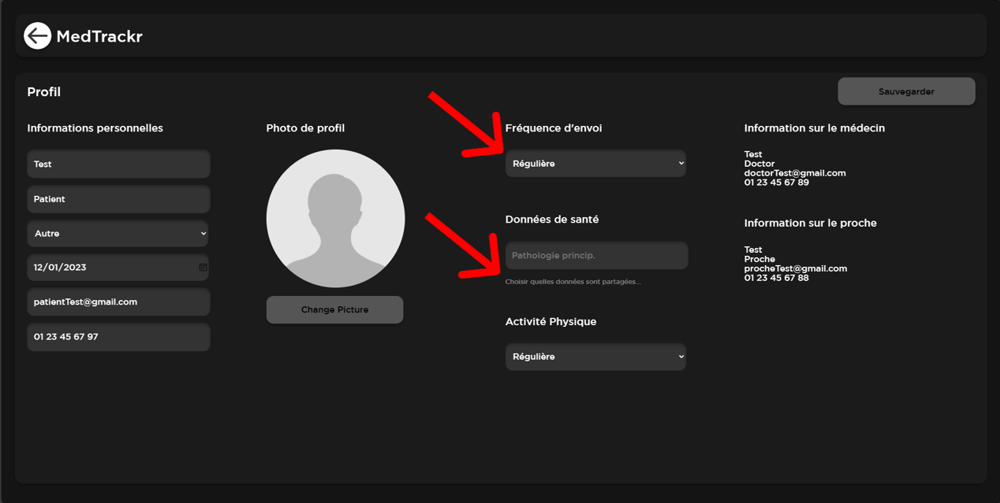 MedTrackr
Profil
Sauvegarder
Informations personnelles
Test
Patient
Autre
12/01/2023
patientTest@gmail.com
01 23 45 67 97
Photo de profil
Change Picture
Fréquence d'envoi
Régulière
Données de santé
Pathologie princip.
Choisir quelles données sont partagées...
Activité Physique
Régulière
Information sur le médecin
Test
Doctor
doctorTest@gmail.com
01 23 45 67 89
Information sur le proche
Test
Proche
procheTest@gmail.com
01 23 45 67 88